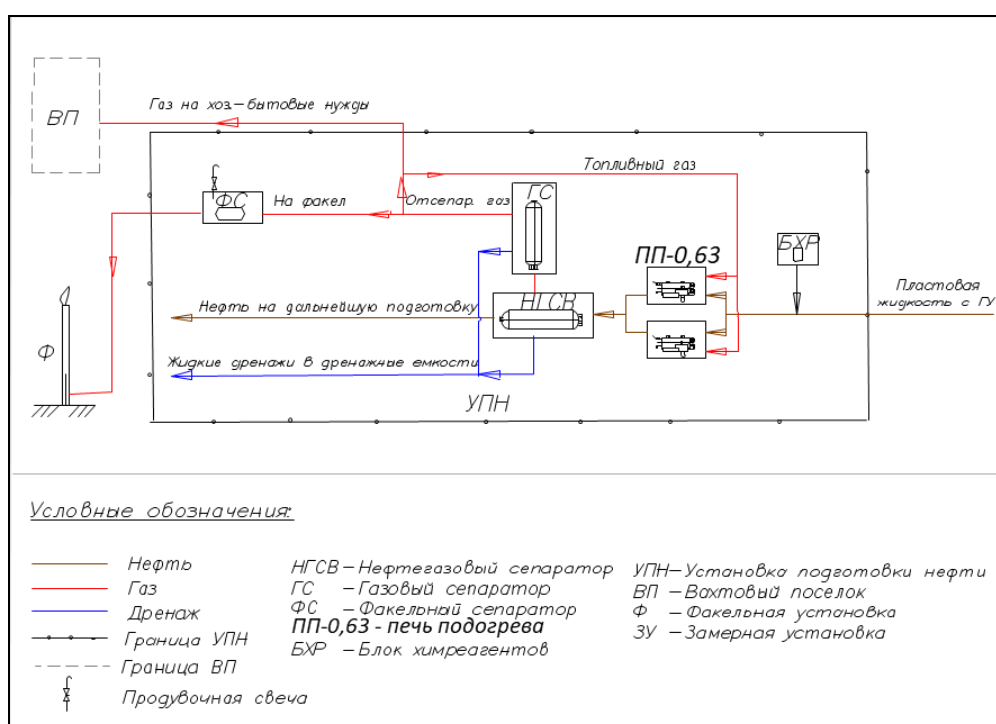 ВП
Газ на хоз.-бытовые нужды
Топливный газ
ФС
На факел
Отсепар. газ
ГС
ПП-0,63
БХР
Пластовая
жидкость с ГУ
Нефть на дальнейшую подготовку
НГСВ
Ф
Жидкие дренажи в дренажные емкости
УПН
Условные обозначения:
Нефть
Газ
Дренаж
Граница УПН
Граница ВП
Продувочная свеча
НГСВ – Нефтегазовый сепаратор
ГС – Газовый сепаратор
ФС – Факельный сепаратор
ПП-0,63 - печь подогрева
БХР – Блок химреагентов
УПН – Установка подготовки нефти
ВП – Вахтовый поселок
Ф – Факельная установка
ЗУ – Замерная установка